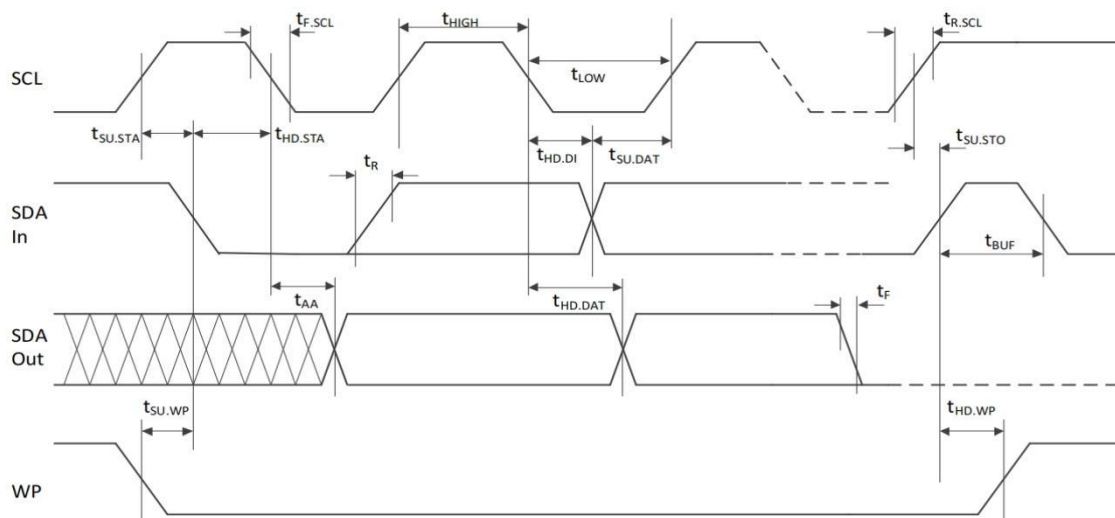 tF.SCL
tHIGH
tR.SCL
SCL
tLOW
tSU.STA
tHD.STA
tHD.DI
tSU.DAT
tSU.STO
tR
SDA
In
tBUF
tAA
tHD.DAT
tF
SDA
Out
tSU.WP
tHD.WP
WP